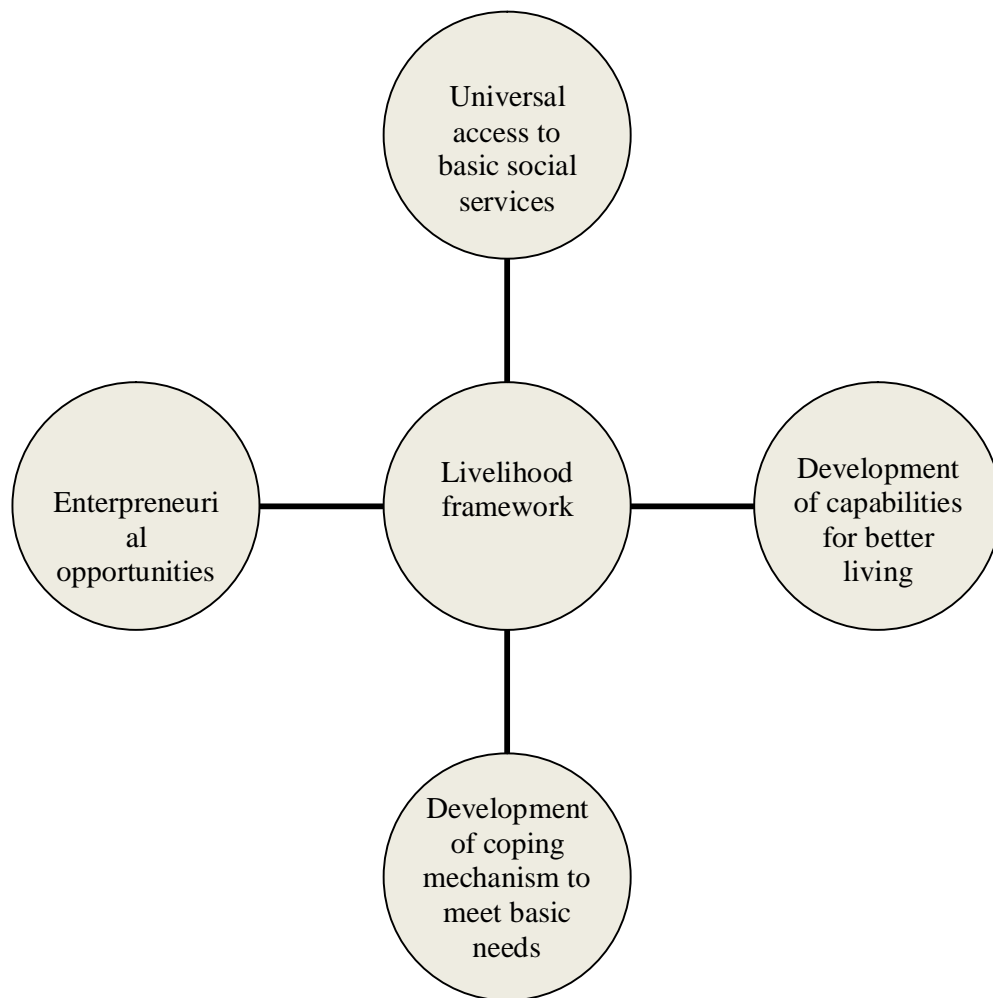 Universal
access to
basic social
services
Enterpreneuri
al
opportunities
Livelihood
framework
Development
of capabilities
for better
living
Development
of coping
mechanism to
meet basic
needs